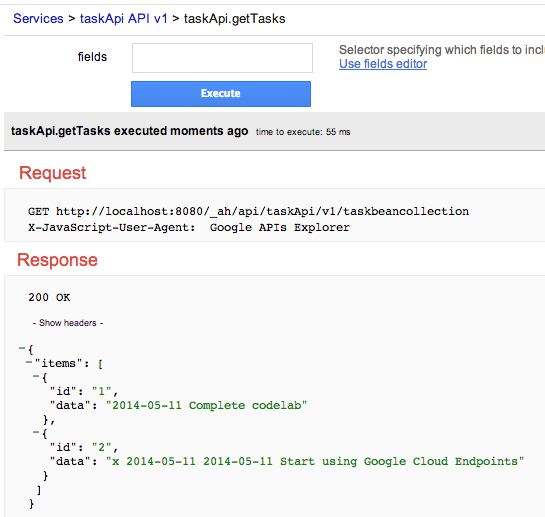 Services > taskApi API v1 > taskApi.getTasks
fields
Selector specifying which fields to
Use fields editor
Execute
taskApi.getTasks executed moments ago time to execute: 55 ms
Request
GET http://localhost:8080/_ah/api/taskApi/v1/taskbeancollection
X-JavaScript-User-Agent: Google APIs Explorer
Response
200 OK
- Show headers -
{
"items": [
{
"id": "1",
"data": "2014-05-11 Complete codelab"
},
{
"id": "2",
"data": "x 2014-05-11 2014-05-11 Start using Google Cloud Endpoints"
}
]
}